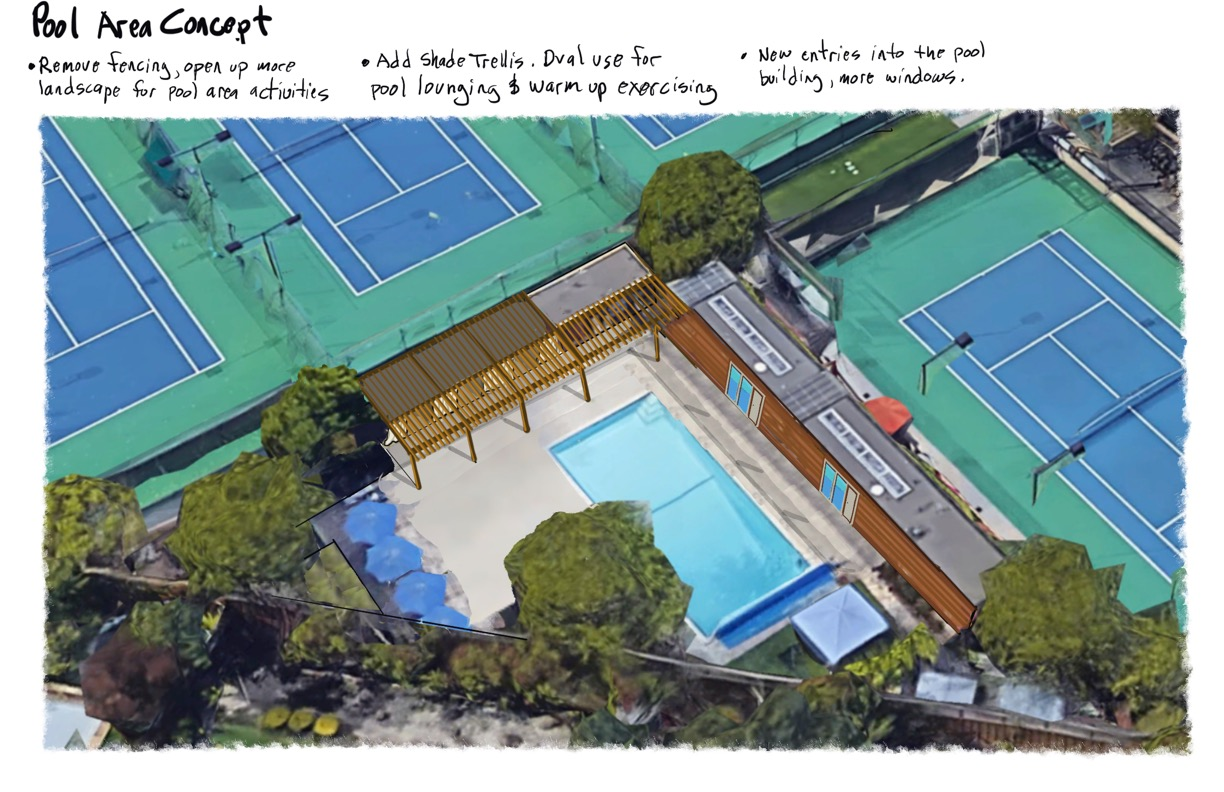 Pool Area Concept
• Remove fencing, open up more
landscape for pool area activities
• Add Shade Trellis. Dual use for
pool lounging & warm up exercising
• New entries into the pool
building, more windows.